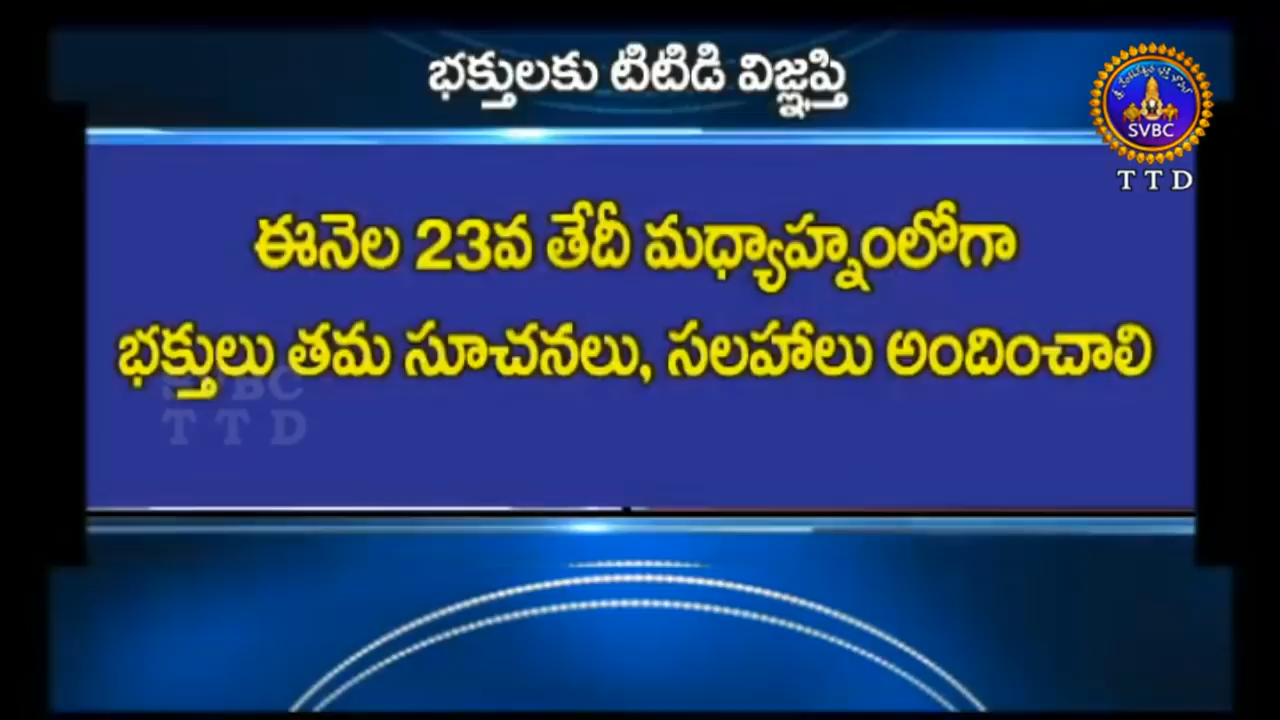 భక్తులకు టిటిడి విజ్ఞప్తి
SVBC
TTD
ఈనెల 23వ తేదీ మధ్యాహ్నంలోగా
భక్తులు తమ సూచనలు, సలహాలు అందించాలి
SVBC
TTD